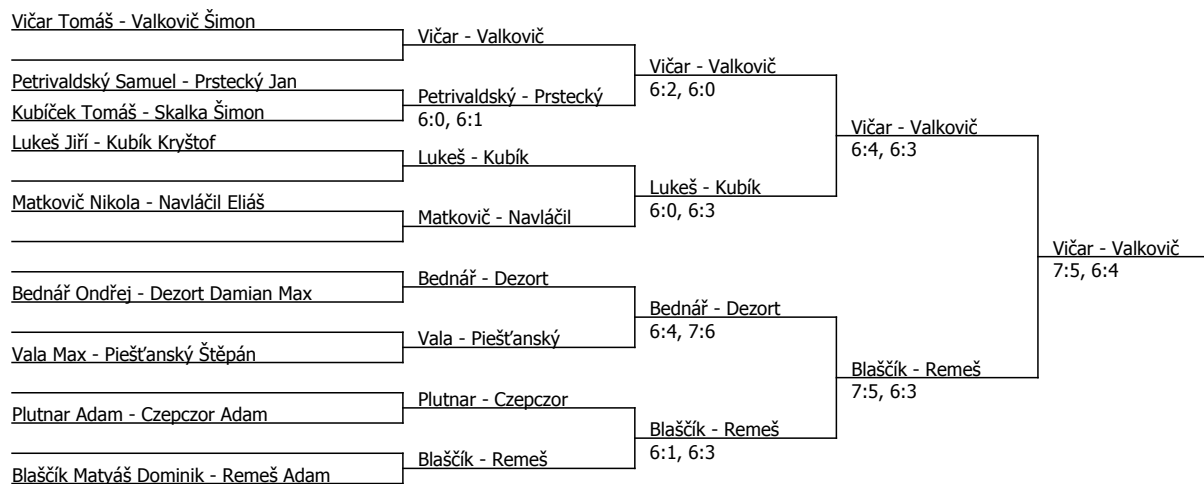 Vičar Tomáš - Valkovič Šimon
Petrivaldský Samuel - Prstecký Jan
Kubíček Tomáš - Skalka Šimon
Lukeš Jiří - Kubík Kryštof
Matkovič Nikola - Navláčil Eliáš
Bednář Ondřej - Dezort Damian Max
Vala Max - Piešťanský Štěpán
Plutnar Adam - Czepczor Adam
Blaščík Matyáš Dominik - Remeš Adam
Vičar - Valkovič
Petrivaldský - Prstecký
6:0, 6:1
Lukeš - Kubík
Matkovič - Navláčil
Bednář - Dezort
Vala - Piešťanský
Plutnar - Czepczor
Blaščík - Remeš
Vičar - Valkovič
6:2, 6:0
Lukeš - Kubík
6:0, 6:3
Bednář - Dezort
6:4, 7:6
Blaščík - Remeš
6:1, 6:3
Vičar - Valkovič
6:4, 6:3
Blaščík - Remeš
7:5, 6:3
Vičar - Valkovič
7:5, 6:4